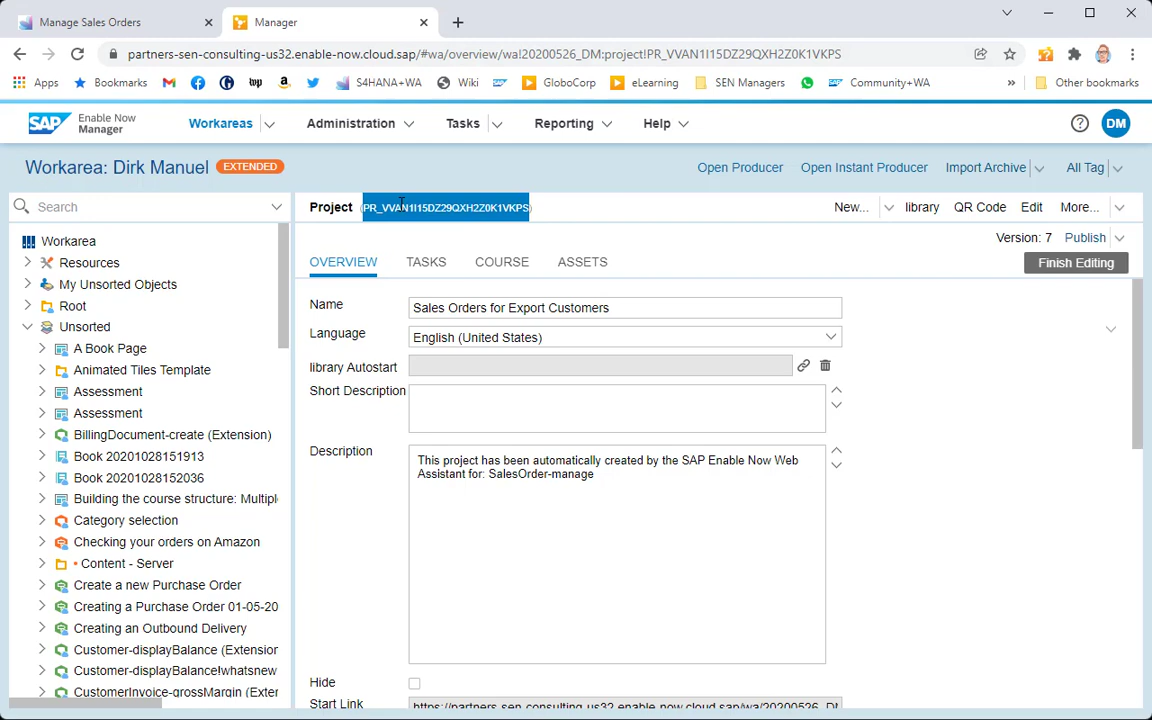 Manage Sales Orders
Manager
partners-sen-consulting-us32.enable-now.cloud.sap/#wa/overview/wa!20200526_DM:project!PR_VVAN1I15DZ29QXH2Z0K1VKPS
Apps
Bookmarks
S4HANA+WA
Wiki
GloboCorp
eLearning
SEN Managers
Community+WA
»
Other bookmarks
SAP
Enable Now
Manager
Workareas
Administration
Tasks
Reporting
Help
DM
Workarea: Dirk Manuel
EXTENDED
Open Producer
Open Instant Producer
Import Archive
All Tag
Search
Project (PR_VVAN1I15DZ29QXH2Z0K1VKPS)
New...
library
QR Code
Edit
More...
Version: 7
Publish
OVERVIEW
TASKS
COURSE
ASSETS
Finish Editing
Workarea
Resources
My Unsorted Objects
Root
Unsorted
A Book Page
Animated Tiles Template
Assessment
Assessment
BillingDocument-create (Extension)
Book 20201028151913
Book 20201028152036
Building the course structure: Multipl
Category selection
Checking your orders on Amazon
• Content - Server
Create a new Purchase Order
Creating a Purchase Order 01-05-20
Creating an Outbound Delivery
Customer-displayBalance (Extension
Customer-displayBalance!whatsnew
CustomerInvoice-grossMargin (Exter
Name
Sales Orders for Export Customers
Language
English (United States)
library Autostart
Short Description
Description
This project has been automatically created by the SAP Enable Now Web
Assistant for: SalesOrder-manage
Hide
Start Link
https://partners-sen-consulting-us32.enable-now.cloud.sap/wa/20200526_DM